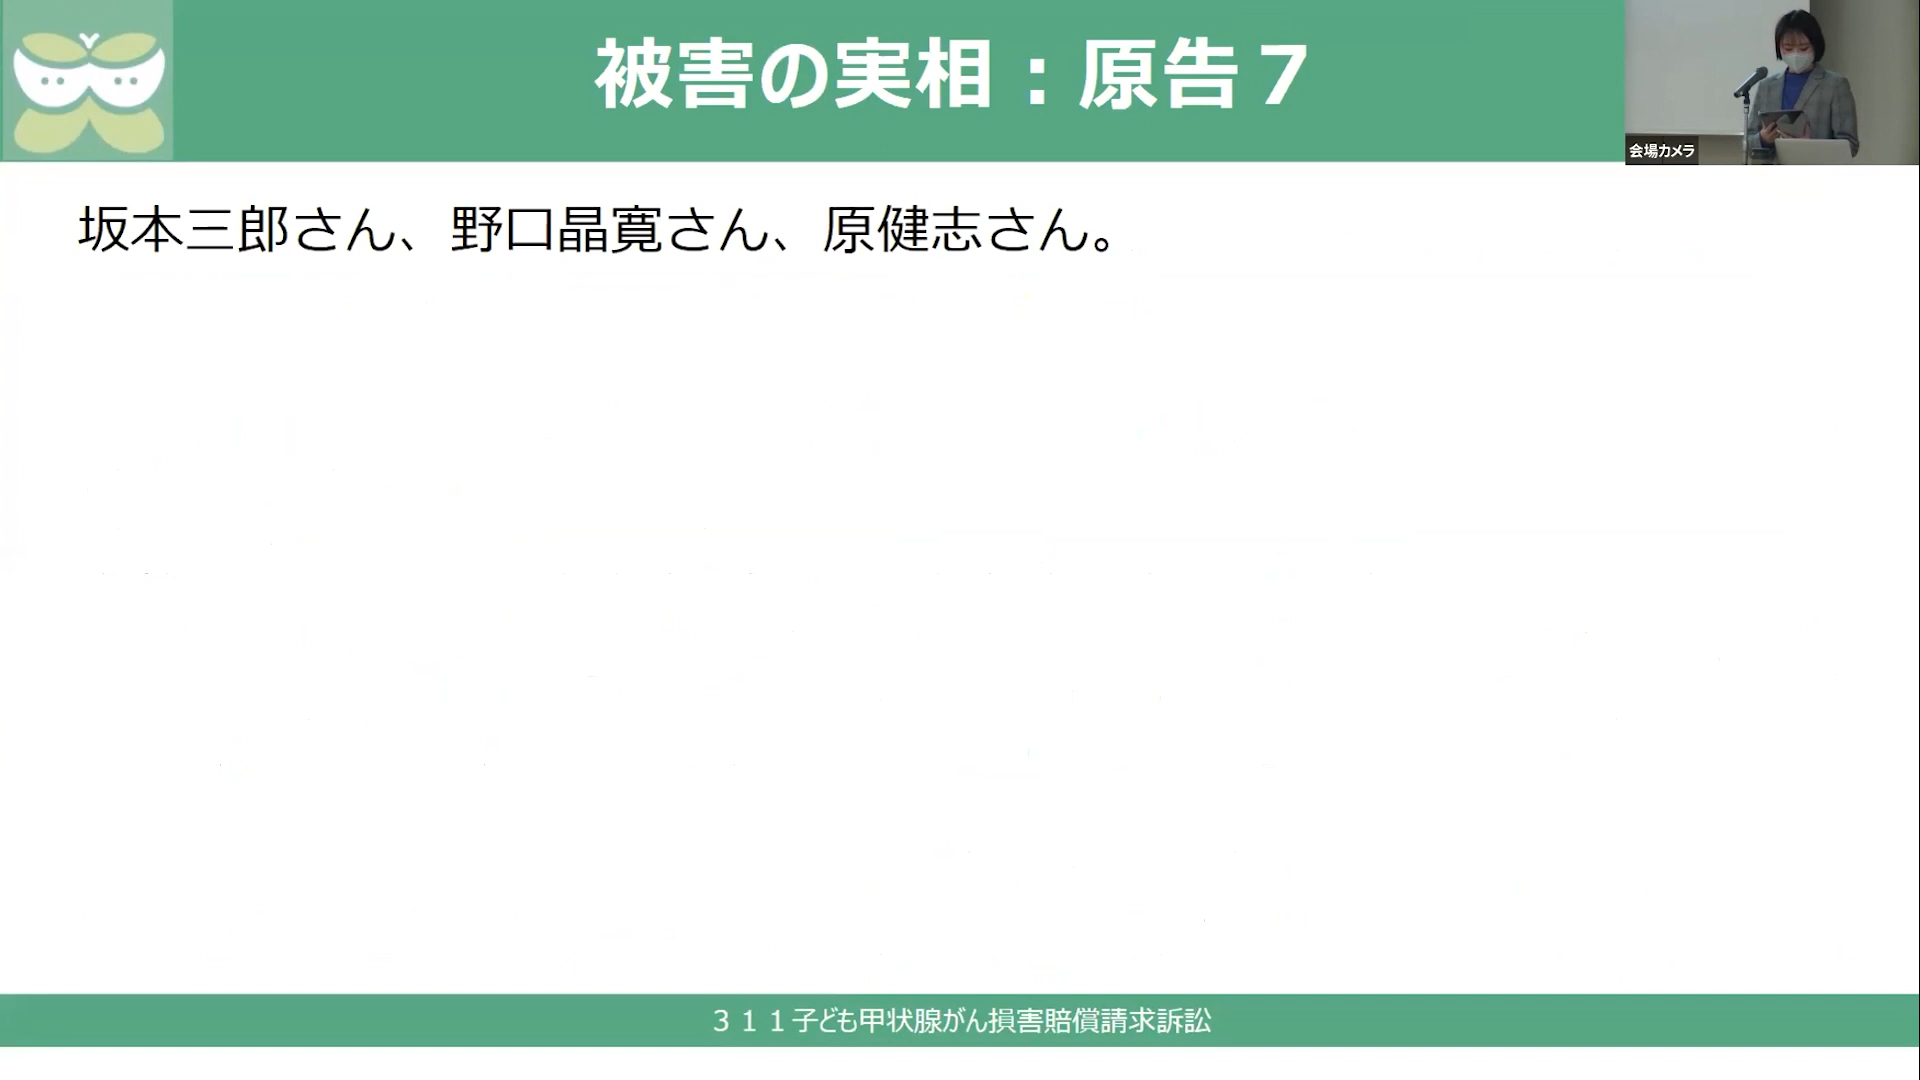 被害の実相：原告７
会場カメラ
坂本三郎さん、野口晶寛さん、原健志さん。
３１１子ども甲状腺がん損害賠償請求訴訟